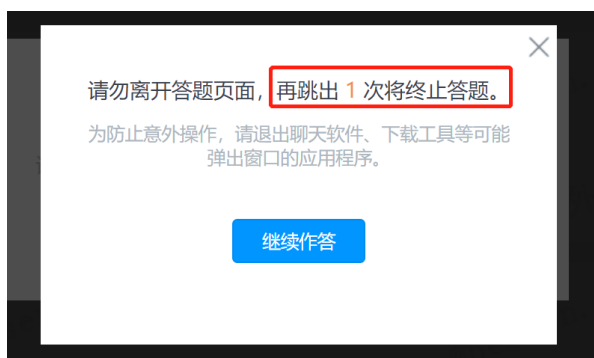 请勿离开答题页面，再跳出 1 次将终止答题。
为防止意外操作，请退出聊天软件、下载工具等可能
弹出窗口的应用程序。
继续作答